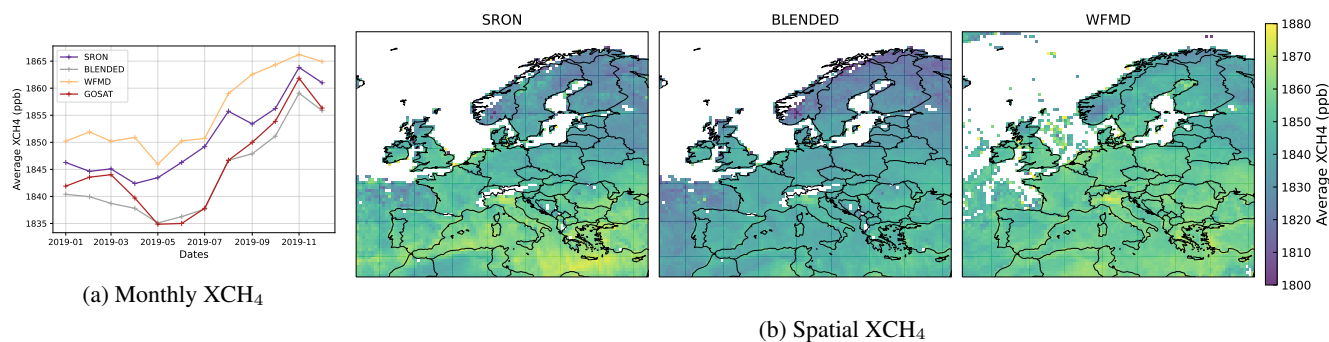 SRON
BLENDED
WFMD
Average XCH4 (ppb)
1865
1860
1855
1850
1845
1840
1835
SRON
BLENDED
WFMD
GOSAT
2019-01
2019-03
2019-05
2019-07
2019-09
2019-11
Dates
(a) Monthly XCH₄
1880
1870
1860
1850
1840
1830
1820
1810
1800
Average XCH4 (ppb)
(b) Spatial XCH₄